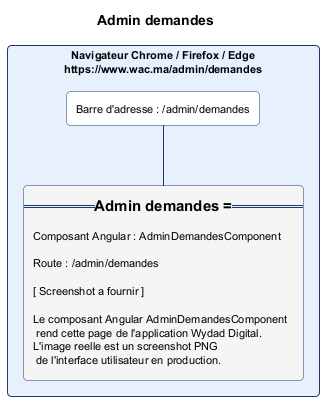 Admin demandes
Navigateur Chrome / Firefox / Edge
https://www.wac.ma/admin/demandes
Barre d'adresse : /admin/demandes
Admin demandes =
Composant Angular : AdminDemandesComponent
Route : /admin/demandes
[ Screenshot a fournir ]
Le composant Angular AdminDemandesComponent
rend cette page de l'application Wydad Digital.
L'image reelle est un screenshot PNG
de l'interface utilisateur en production.